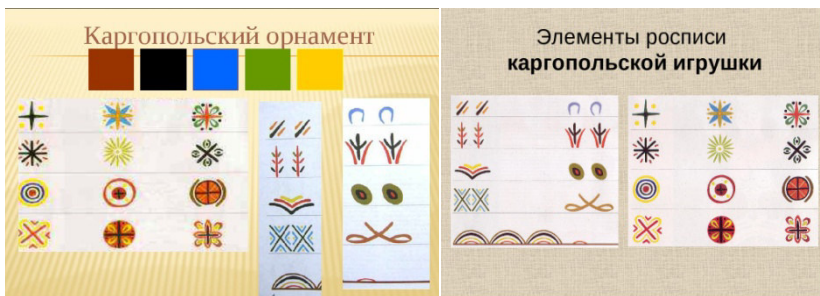 Каргопольский орнамент
Элементы росписи
каргопольской игрушки